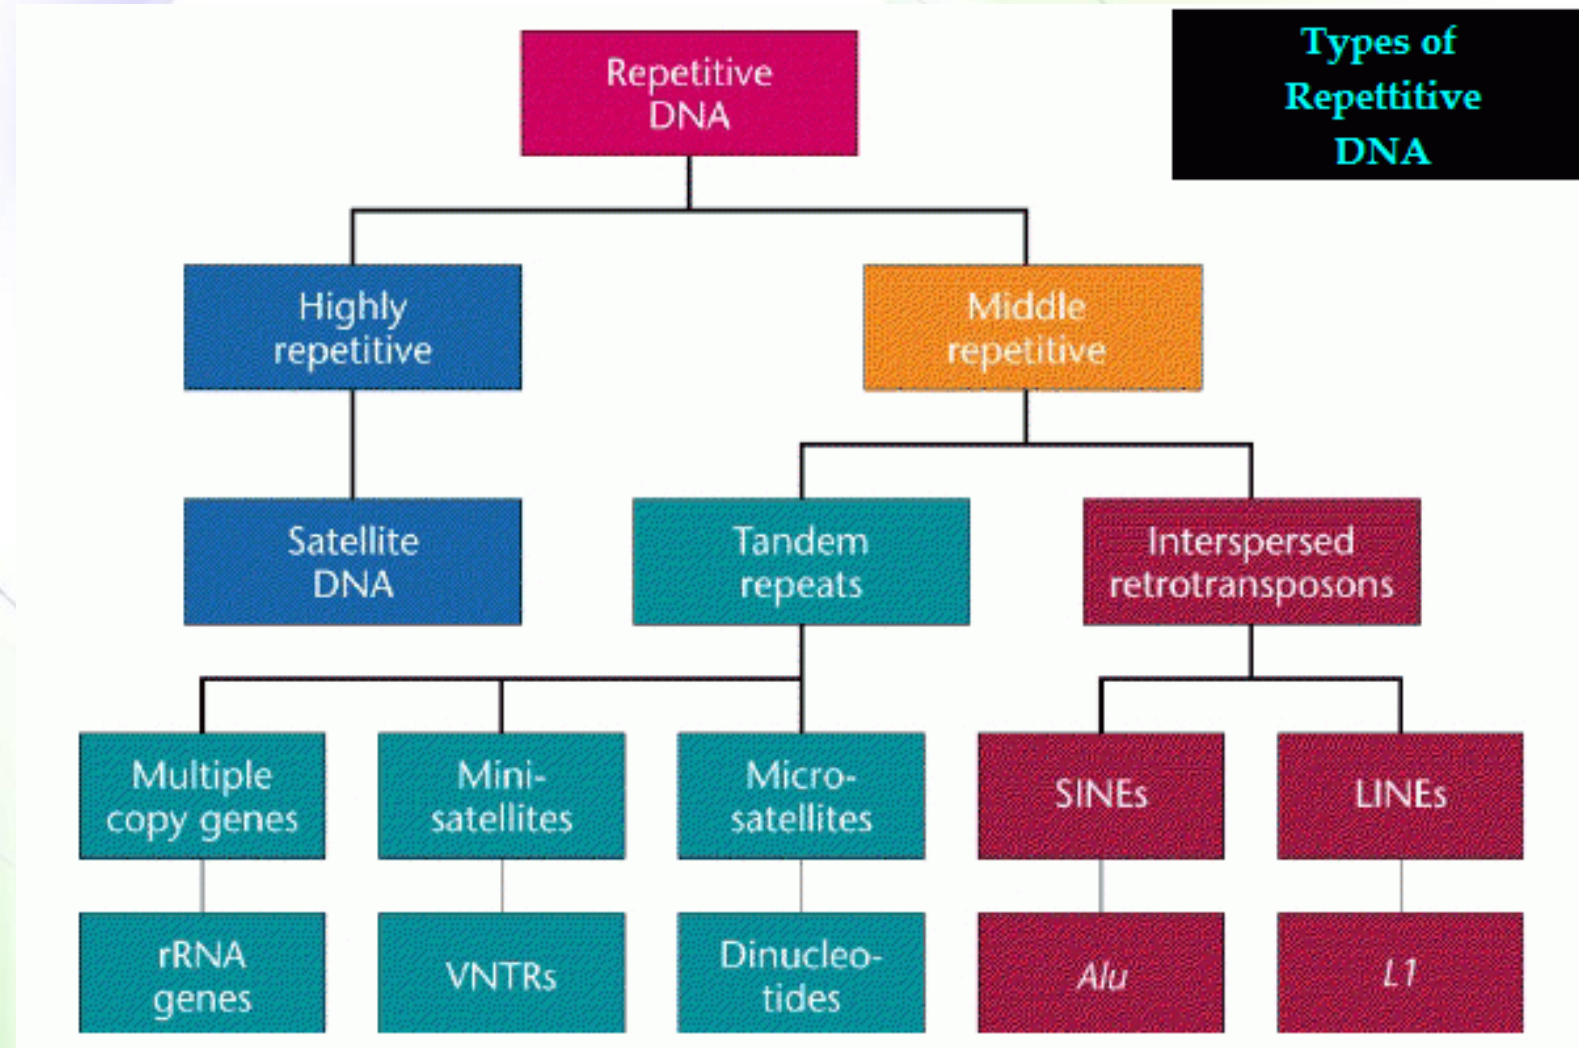 Types of
Repettitive
DNA
Repetitive
DNA
Highly
repetitive
Middle
repetitive
Satellite
DNA
Tandem
repeats
Interspersed
retrotransposons
Multiple
copy genes
Mini-
satellites
Micro-
satellites
SINEs
LINEs
rRNA
genes
VNTRs
Dinucleo-
tides
Alu
L1